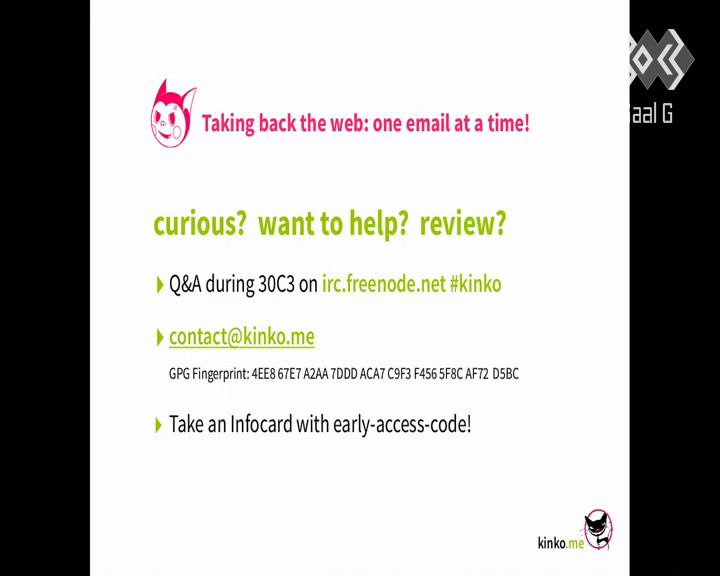 Taking back the web: one email at a time!
curious? want to help? review?
Q&A during 30C3 on irc.freenode.net #kinko
contact@kinko.me
GPG Fingerprint: 4EE8 67E7 A2AA 7DDD ACA7 C9F3 F456 5F8C AF72 D5BC
Take an Infocard with early-access-code!
kinko.me
Saal G